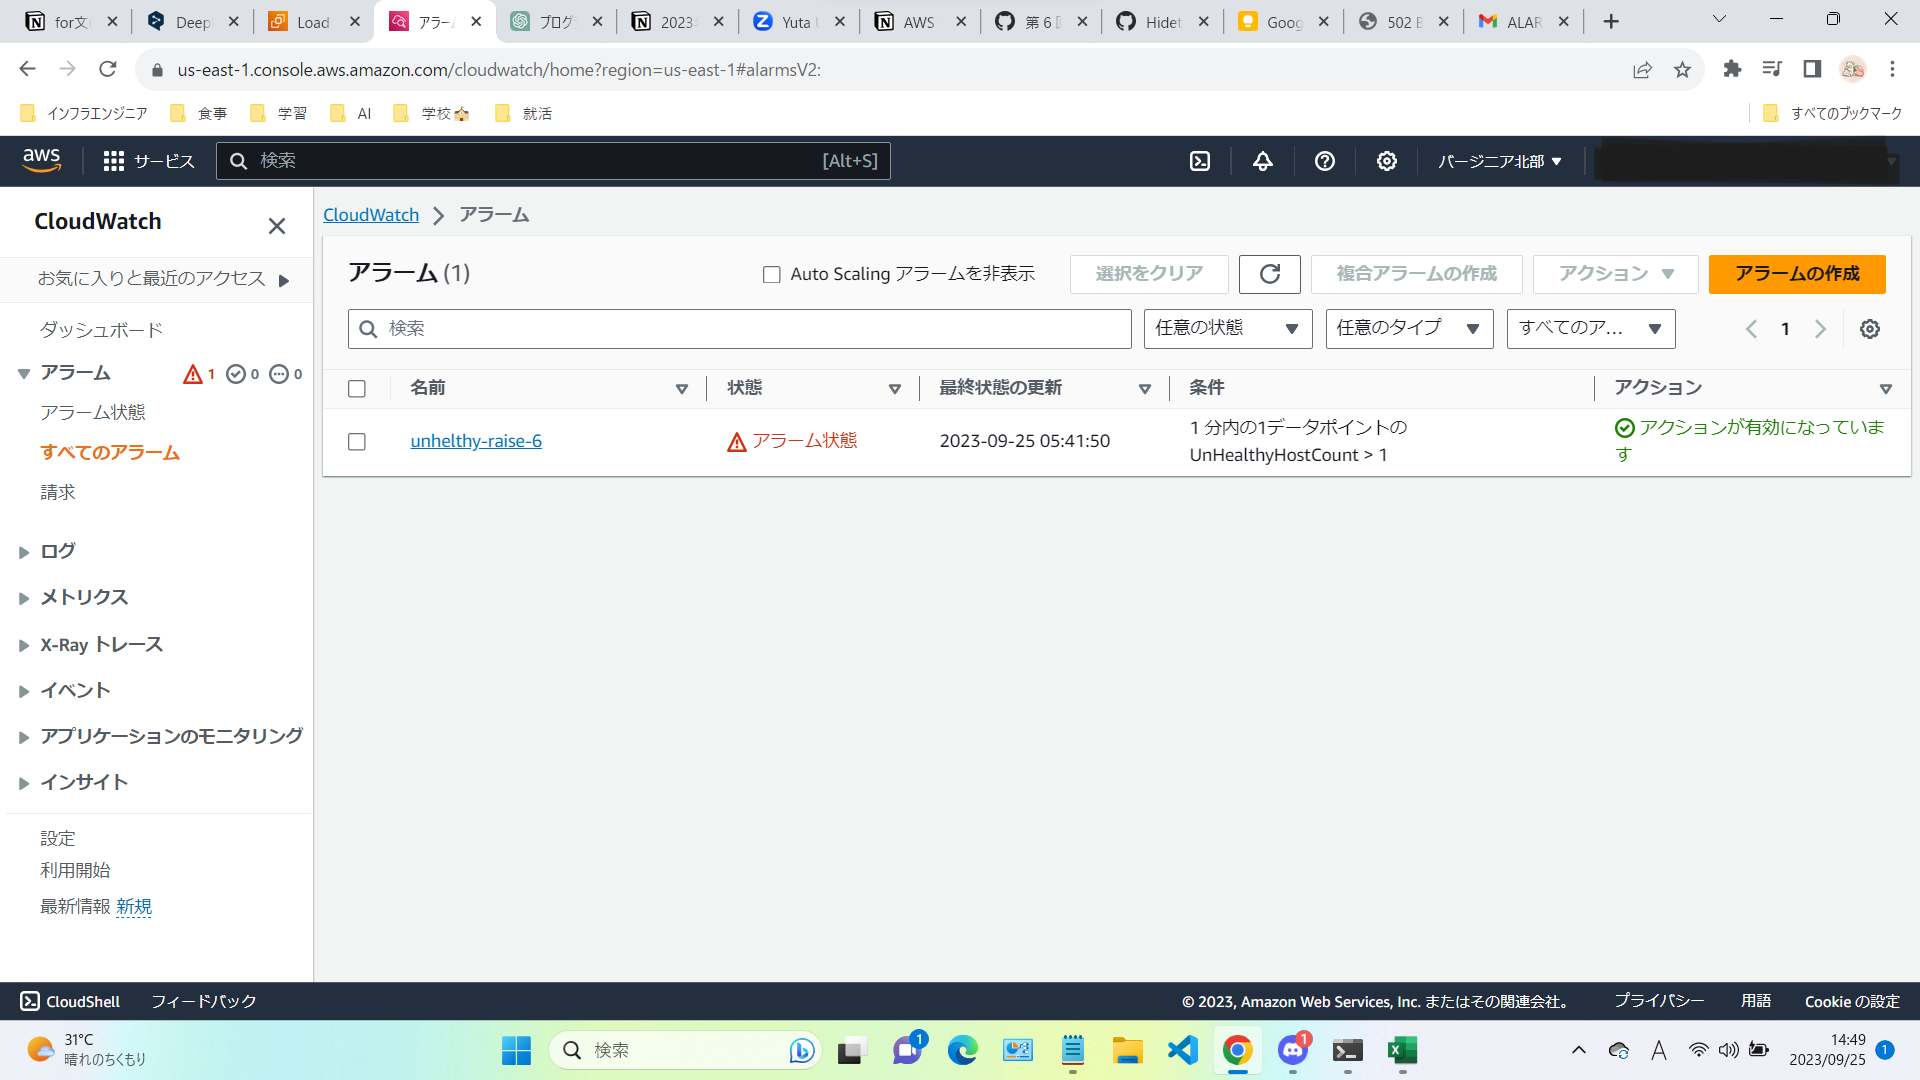 for文
Deep
Load
アラー
ブログ
2023
Yuta
AWS
第 6
Hidet
Goog
502 B
ALAR
us-east-1.console.aws.amazon.com/cloudwatch/home?region=us-east-1#alarmsV2:
インフラエンジニア
食事
学習
AI
学校
就活
すべてのブックマーク
aws
サービス
検索
[Alt+S]
バージニア北部
CloudWatch
CloudWatch
アラーム
お気に入りと最近のアクセス
ダッシュボード
アラーム
1
0
0
アラーム状態
すべてのアラーム
請求
ログ
メトリクス
X-Ray トレース
イベント
アプリケーションのモニタリング
インサイト
設定
利用開始
最新情報 新規
アラーム (1)
Auto Scaling アラームを非表示
選択をクリア
複合アラームの作成
アクション
アラームの作成
検索
任意の状態
任意のタイプ
すべてのア...
1
名前
状態
最終状態の更新
条件
アクション
unhelthy-raise-6
アラーム状態
2023-09-25 05:41:50
1 分内の1データポイントの
UnHealthyHostCount > 1
アクションが有効になっていま
す
CloudShell
フィードバック
© 2023, Amazon Web Services, Inc. またはその関連会社。
プライバシー
用語
Cookie の設定
31°C
晴れのちくもり
検索
1
1
A
14:49
2023/09/25
1